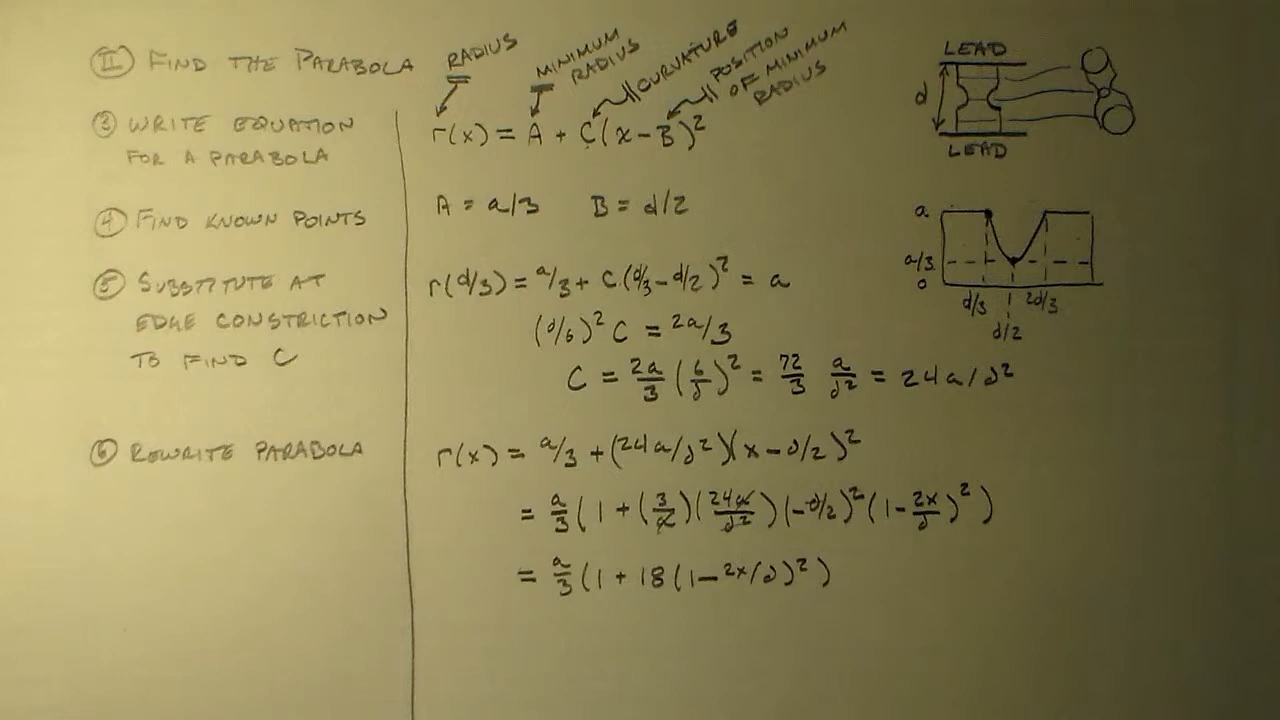 II FIND THE PARABOLA
RADIUS
MINIMUM RADIUS
CURVATURE
POSITION OF MINIMUM RADIUS
3 WRITE EQUATION
FOR A PARABOLA
r(x) = A + C(x-B)²
4 FIND KNOWN POINTS
A = a/3 B = d/2
5 SUBSTITUTE AT
EDGE CONSTRICTION
TO FIND C
r(d/3) = a/3 + C(d/3 - d/2)² = a
(d/6)² C = 2a/3
C = 2a/3 (6/d)² = 72/3 a/d² = 24a/d²
6 REWRITE PARABOLA
r(x) = a/3 + (24a/d²)(x - d/2)²
= a/3 (1 + (3/a)(24a/d²)(-d/2)²(1 - 2x/d)²)
= a/3 (1 + 18(1 - 2x/d)²)
LEAD
d
LEAD
a
a/3
0
d/3 2d/3
d/2